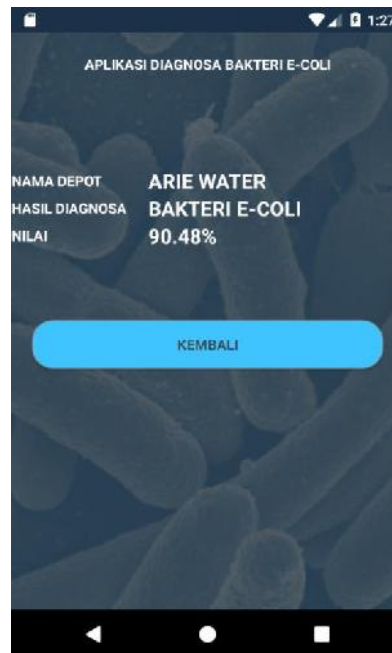 1:27
APLIKASI DIAGNOSA BAKTERI E-COLI
NAMA DEPOT ARIE WATER
HASIL DIAGNOSA BAKTERI E-COLI
NILAI 90.48%
KEMBALI